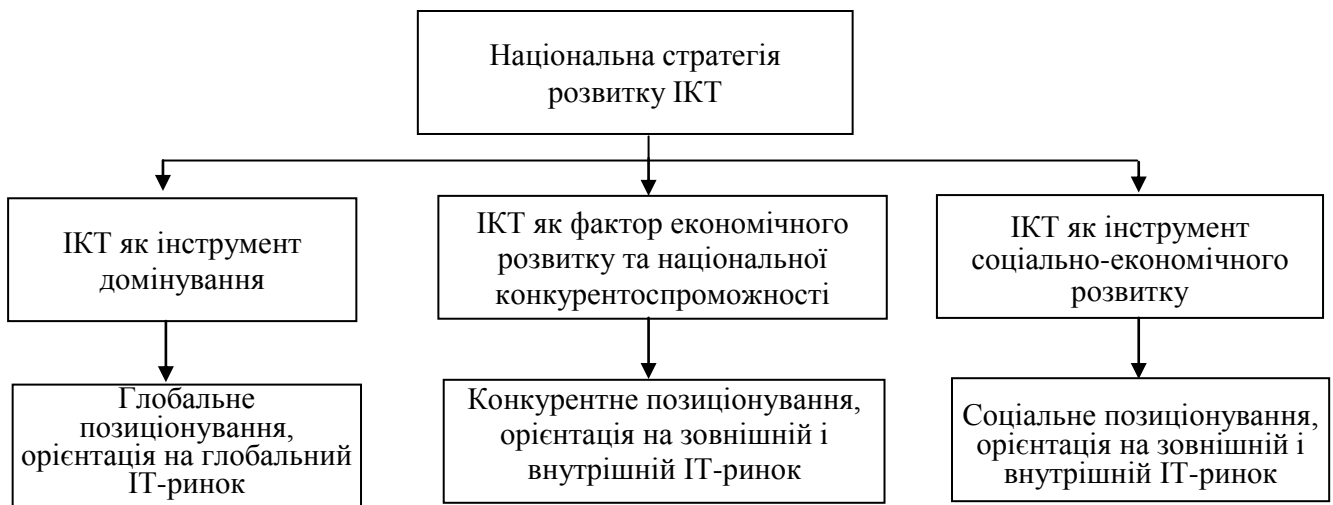 Національна стратегія
розвитку ІКТ
ІКТ як інструмент
домінування
ІКТ як фактор економічного
розвитку та національної
конкурентоспроможності
ІКТ як інструмент
соціально-економічного
розвитку
Глобальне
позиціонування,
орієнтація на глобальний
ІТ-ринок
Конкурентне позиціонування,
орієнтація на зовнішній і
внутрішній ІТ-ринок
Соціальне позиціонування,
орієнтація на зовнішній і
внутрішній ІТ-ринок